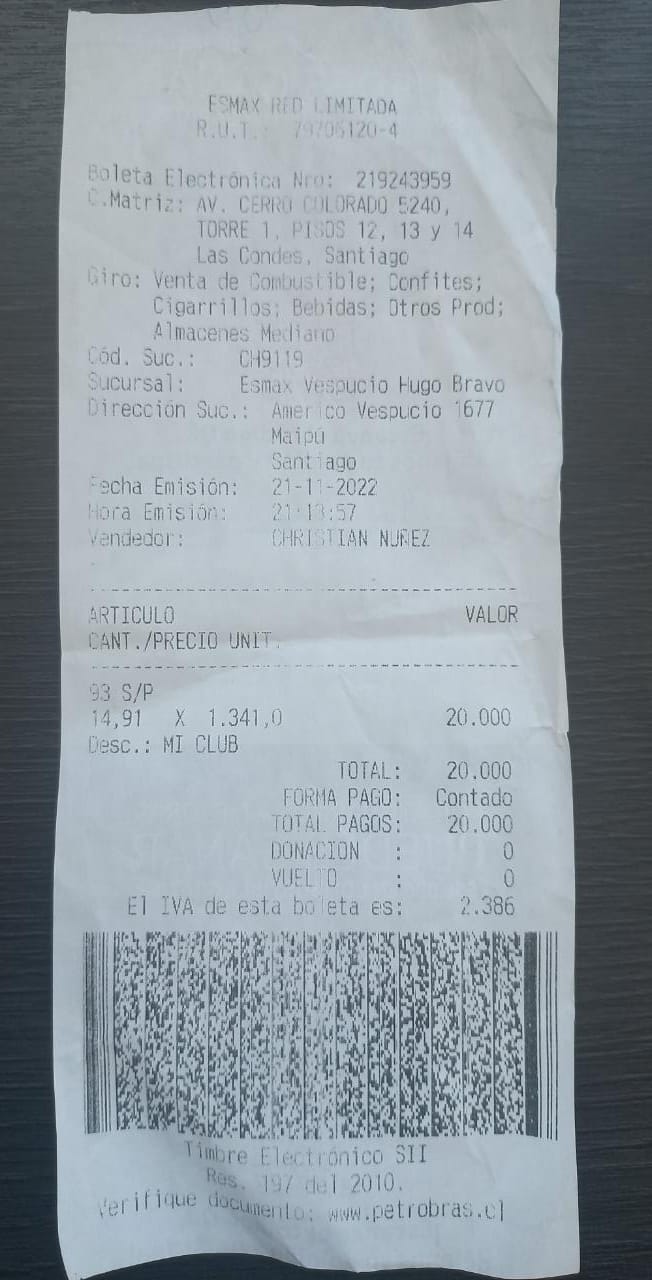 ESMAX RED LIMITADA
R.U.T.: 79706120-4
Boleta Electrónica Nro: 219243959
C.Matriz: AV. CERRO COLORADO 5240,
TORRE 1, PISOS 12, 13 y 14
Las Condes, Santiago
Giro: Venta de Combustible; Confites;
Cigarrillos; Bebidas; Otros Prod;
Almacenes Mediano
Cód. Suc.: CH9119
Sucursal: Esmax Vespucio Hugo Bravo
Dirección Suc.: Americo Vespucio 1677
Maipú
Santiago
Fecha Emisión: 21-11-2022
Hora Emisión:
Vendedor: CHRISTIAN NUÑEZ
ARTICULO VALOR
CANT./PRECIO UNIT.
93 S/P
14,91 X 1.341,0 20.000
Desc.: MI CLUB
TOTAL: 20.000
FORMA PAGO: Contado
TOTAL PAGOS: 20.000
DONACION : 0
VUELTO : 0
El IVA de esta boleta es: 2.386
Timbre Electrónico SII
Res. 197 del 2010.
Verifique documento: www.petrobras.cl